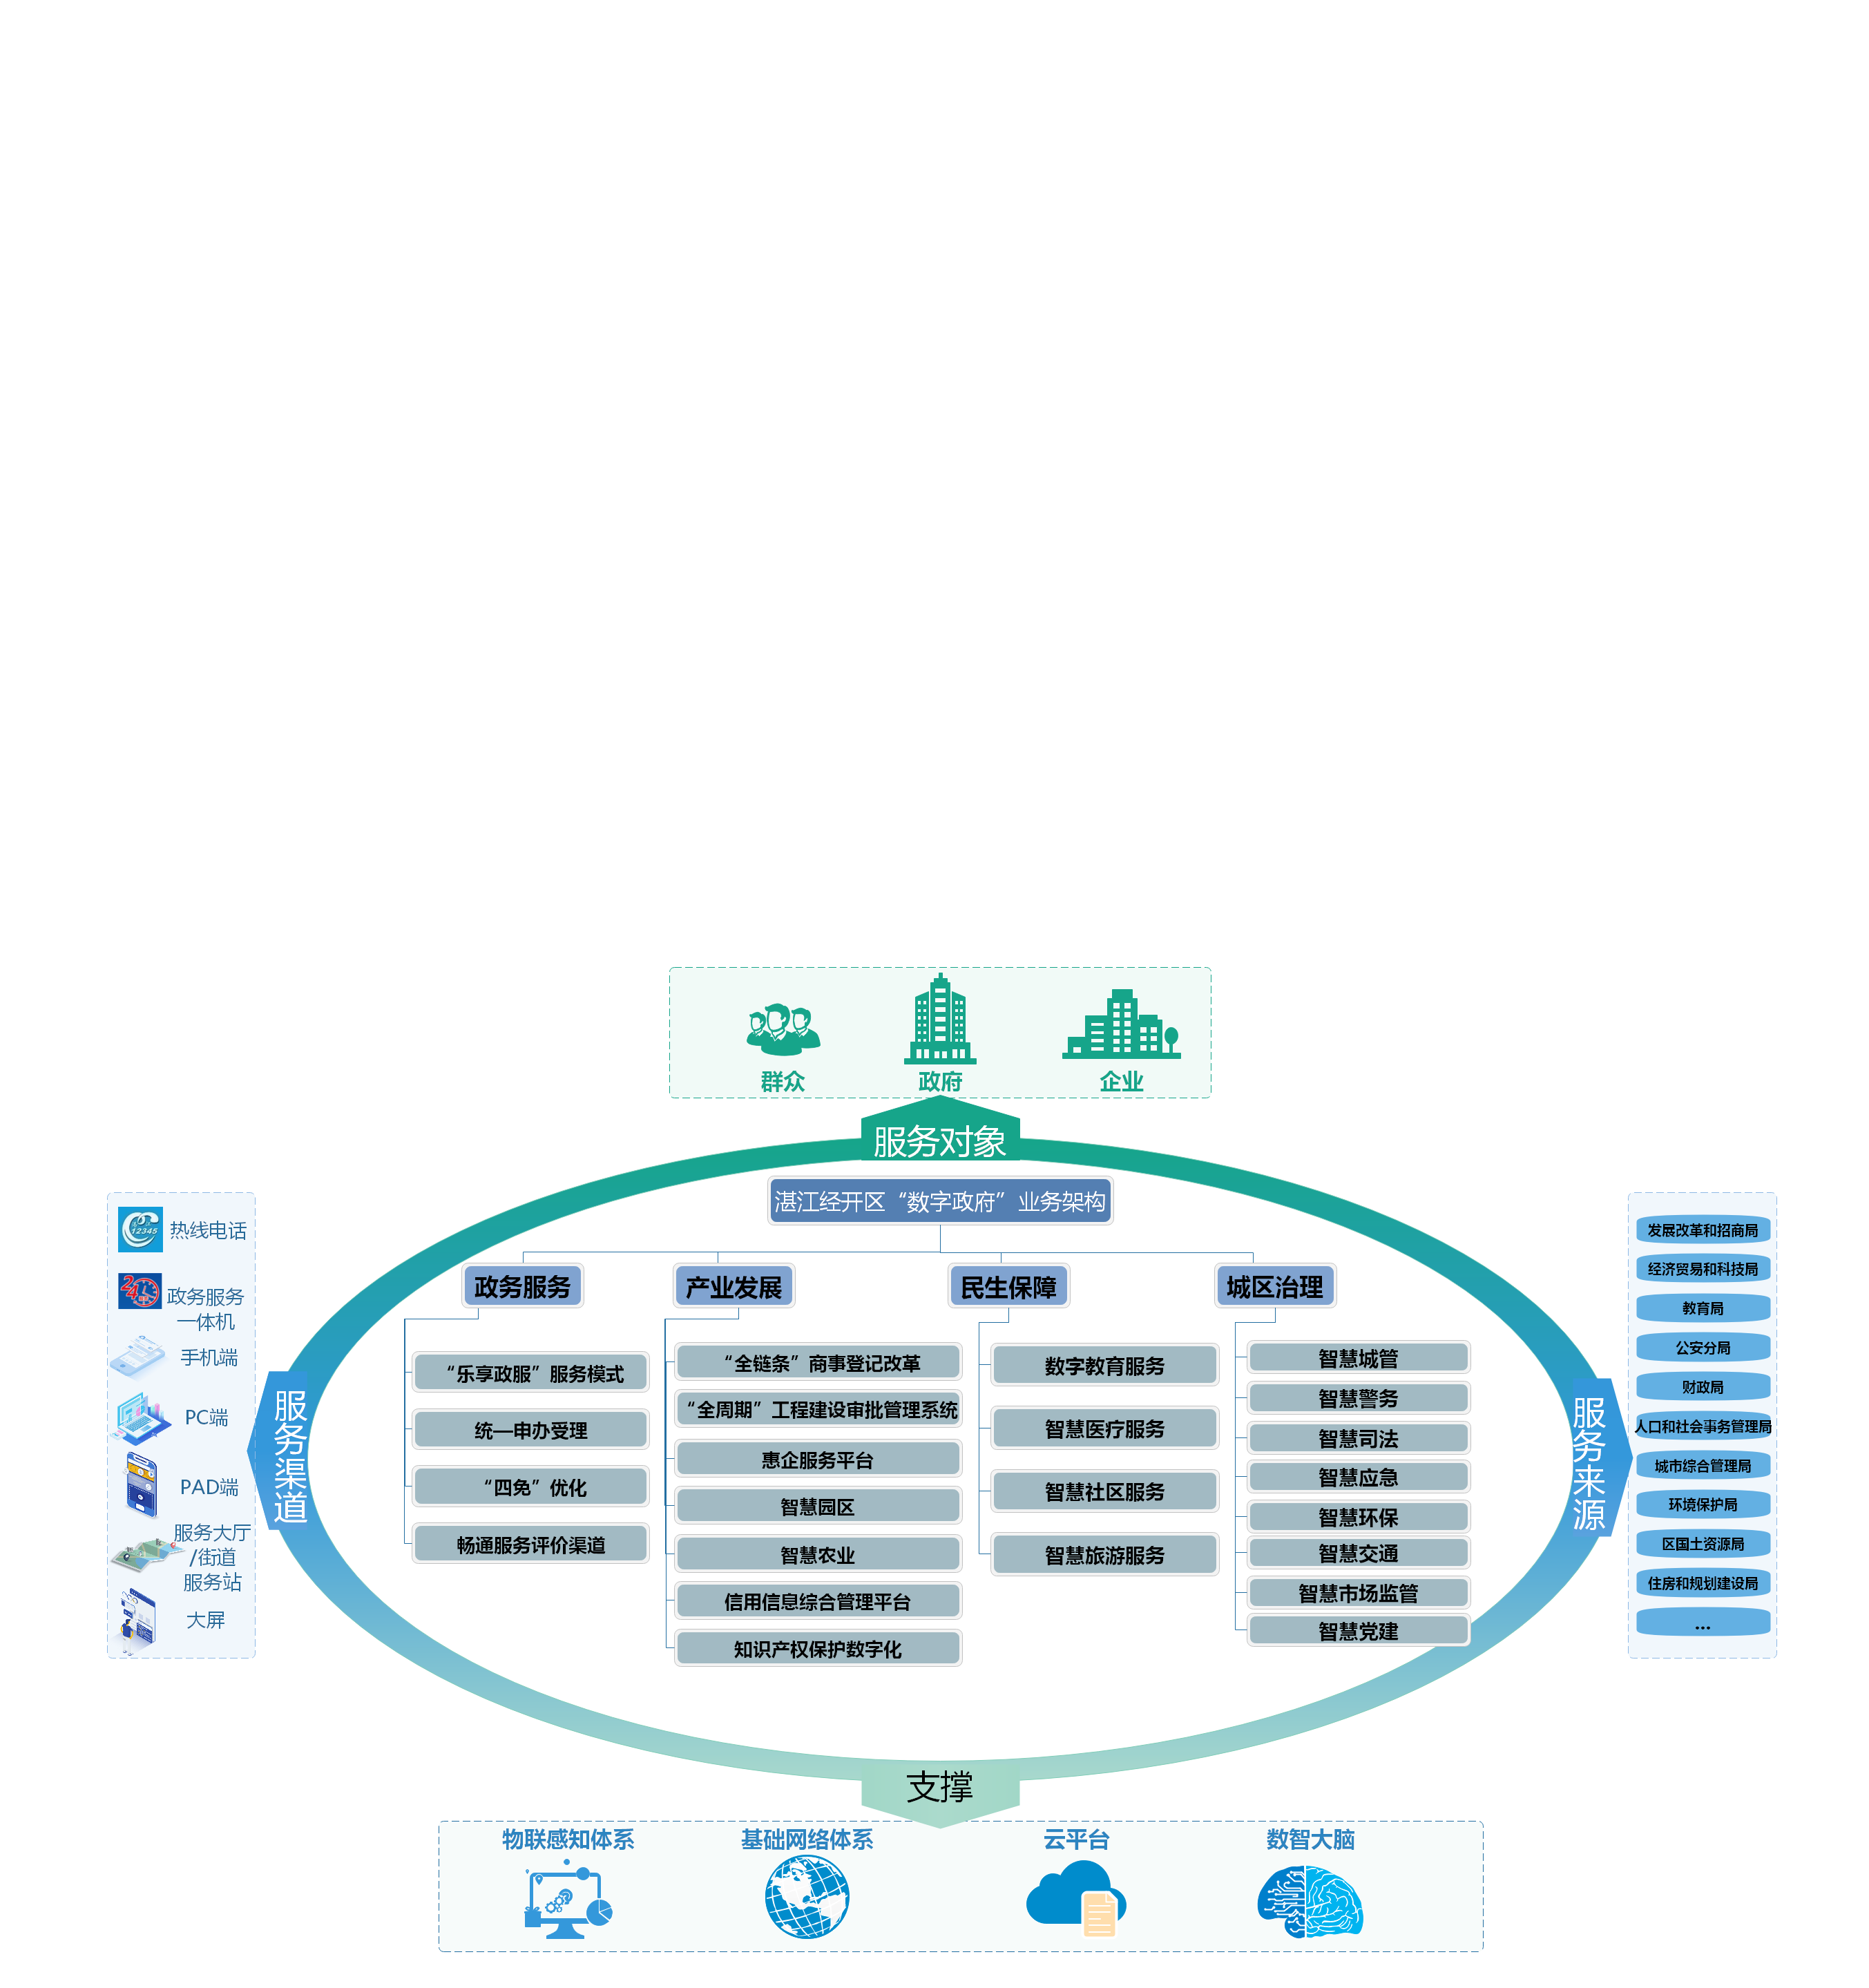 群众
政府
企业
服务对象
湛江经开区“数字政府”业务架构
政务服务
产业发展
民生保障
城区治理
“乐享政服”服务模式
统一申办受理
“四免”优化
畅通服务评价渠道
“全链条”商事登记改革
“全周期”工程建设审批管理系统
惠企服务平台
智慧园区
智慧农业
信用信息综合管理平台
知识产权保护数字化
数字教育服务
智慧医疗服务
智慧社区服务
智慧旅游服务
智慧城管
智慧警务
智慧司法
智慧应急
智慧环保
智慧交通
智慧市场监管
智慧党建
服务渠道
12345
热线电话
24
政务服务
一体机
手机端
PC端
PAD端
服务大厅
/街道
服务站
大屏
服务来源
发展改革和招商局
经济贸易和科技局
教育局
公安分局
财政局
人口和社会事务管理局
城市综合管理局
环境保护局
区国土资源局
住房和规划建设局
...
支撑
物联感知体系
基础网络体系
云平台
数智大脑